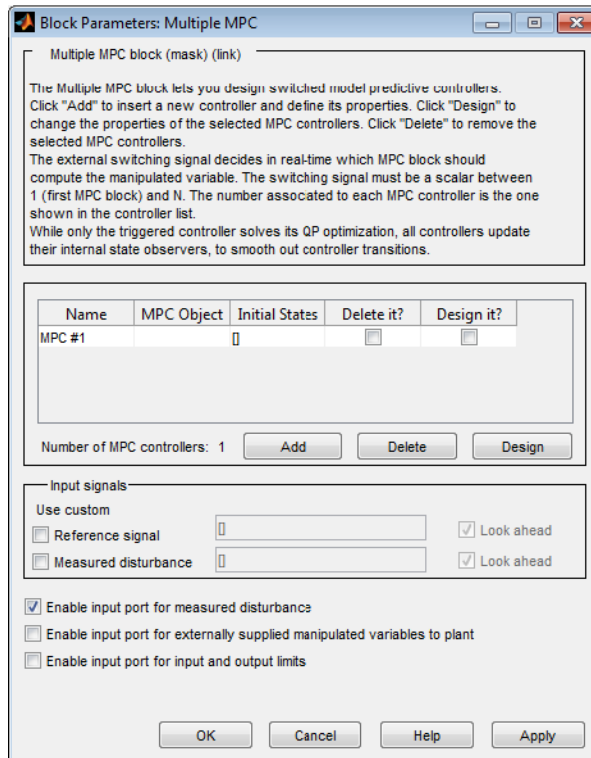 Block Parameters: Multiple MPC
Multiple MPC block (mask) (link)
The Multiple MPC block lets you design switched model predictive controllers.
Click "Add" to insert a new controller and define its properties. Click "Design" to
change the properties of the selected MPC controllers. Click "Delete" to remove the
selected MPC controllers.
The external switching signal decides in real-time which MPC block should
compute the manipulated variable. The switching signal must be a scalar between
1 (first MPC block) and N. The number assocated to each MPC controller is the one
shown in the controller list.
While only the triggered controller solves its QP optimization, all controllers update
their internal state observers, to smooth out controller transitions.
Name MPC Object Initial States Delete it? Design it?
MPC #1 []
Number of MPC controllers: 1 Add Delete Design
Input signals
Use custom
Reference signal [] Look ahead
Measured disturbance [] Look ahead
Enable input port for measured disturbance
Enable input port for externally supplied manipulated variables to plant
Enable input port for input and output limits
OK Cancel Help Apply